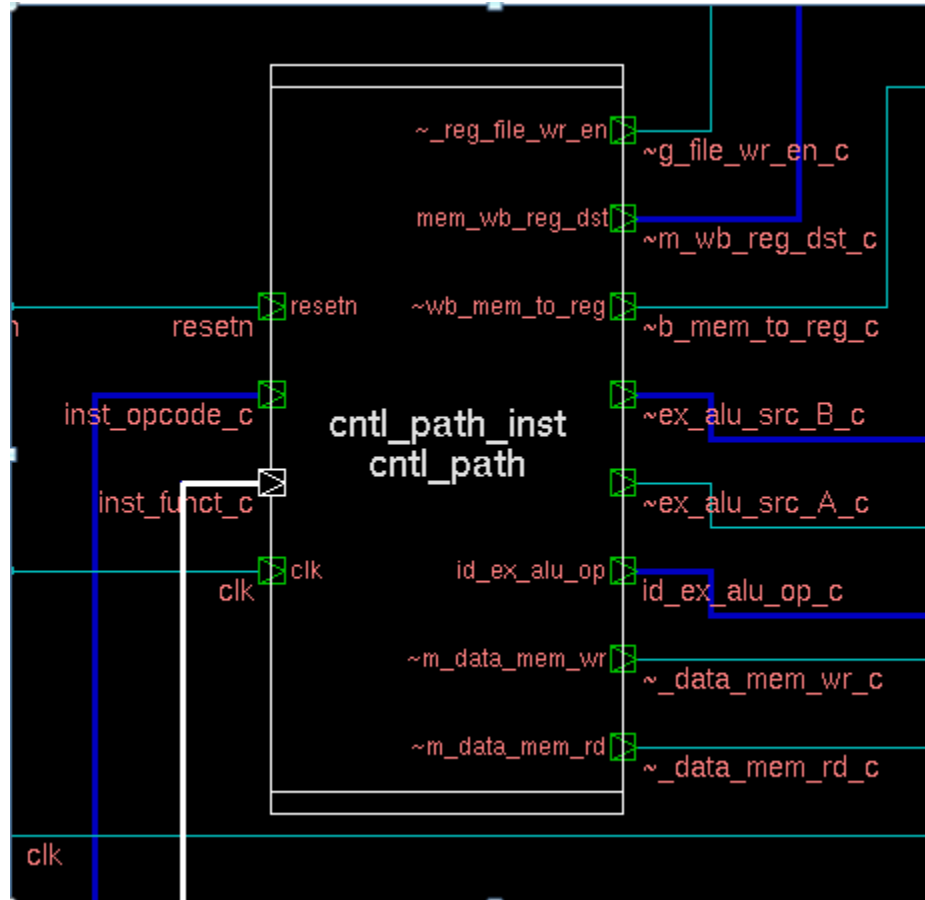 ~_reg_file_wr_en
~g_file_wr_en_c
mem_wb_reg_dst
~m_wb_reg_dst_c
resetn
~wb_mem_to_reg
n
resetn
~b_mem_to_reg_c
inst_opcode_c
cntl_path_inst
~ex_alu_src_B_c
cntl_path
inst_funct_c
~ex_alu_src_A_c
clk
id_ex_alu_op
clk
id_ex_alu_op_c
~m_data_mem_wr
~_data_mem_wr_c
~m_data_mem_rd
~_data_mem_rd_c
clk